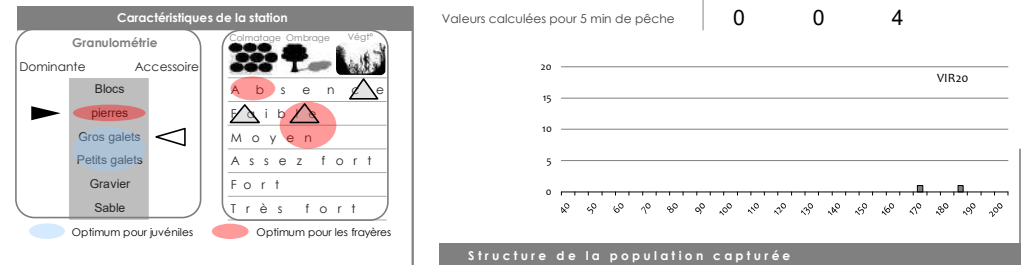 Caractéristiques de la station
Granulométrie
Dominante Accessoire
Blocs
pierres
Gros galets
Petits galets
Gravier
Sable
Colmatage Ombrage Végtº
Absence
Faible
Moyen
Assez fort
Fort
Très fort
Optimum pour juvéniles Optimum pour les frayères
Valeurs calculées pour 5 min de pêche 0 0 4
VIR20
20
15
10
5
0
40 50 60 70 80 90 100 110 120 130 140 150 160 170 180 190 200
Structure de la population capturée